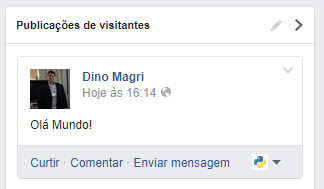 Publicações de visitantes
Dino Magri
Hoje às 16:14
Olá Mundo!
Curtir · Comentar · Enviar mensagem